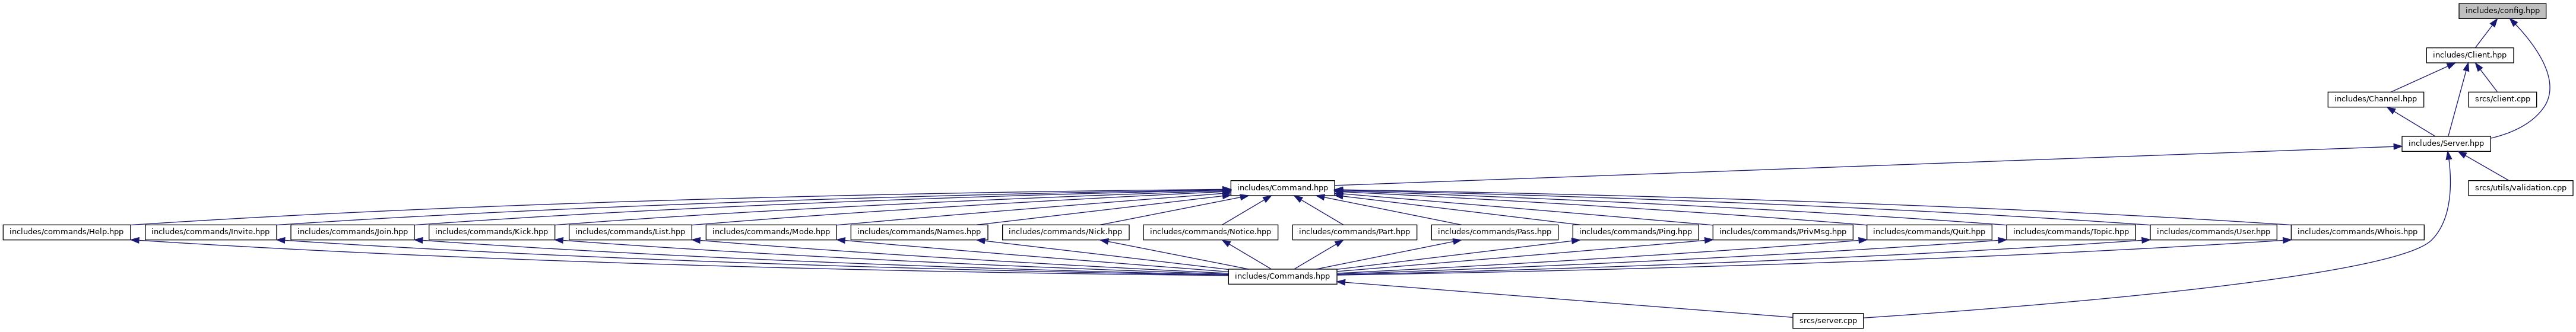 includes/config.hpp
includes/Client.hpp
includes/Channel.hpp
srcs/client.cpp
includes/Server.hpp
includes/Command.hpp
srcs/utils/validation.cpp
includes/commands/Help.hpp
includes/commands/Invite.hpp
includes/commands/Join.hpp
includes/commands/Kick.hpp
includes/commands/List.hpp
includes/commands/Mode.hpp
includes/commands/Names.hpp
includes/commands/Nick.hpp
includes/commands/Notice.hpp
includes/commands/Part.hpp
includes/commands/Pass.hpp
includes/commands/Ping.hpp
includes/commands/PrivMsg.hpp
includes/commands/Quit.hpp
includes/commands/Topic.hpp
includes/commands/User.hpp
includes/commands/Whois.hpp
includes/Commands.hpp
srcs/server.cpp